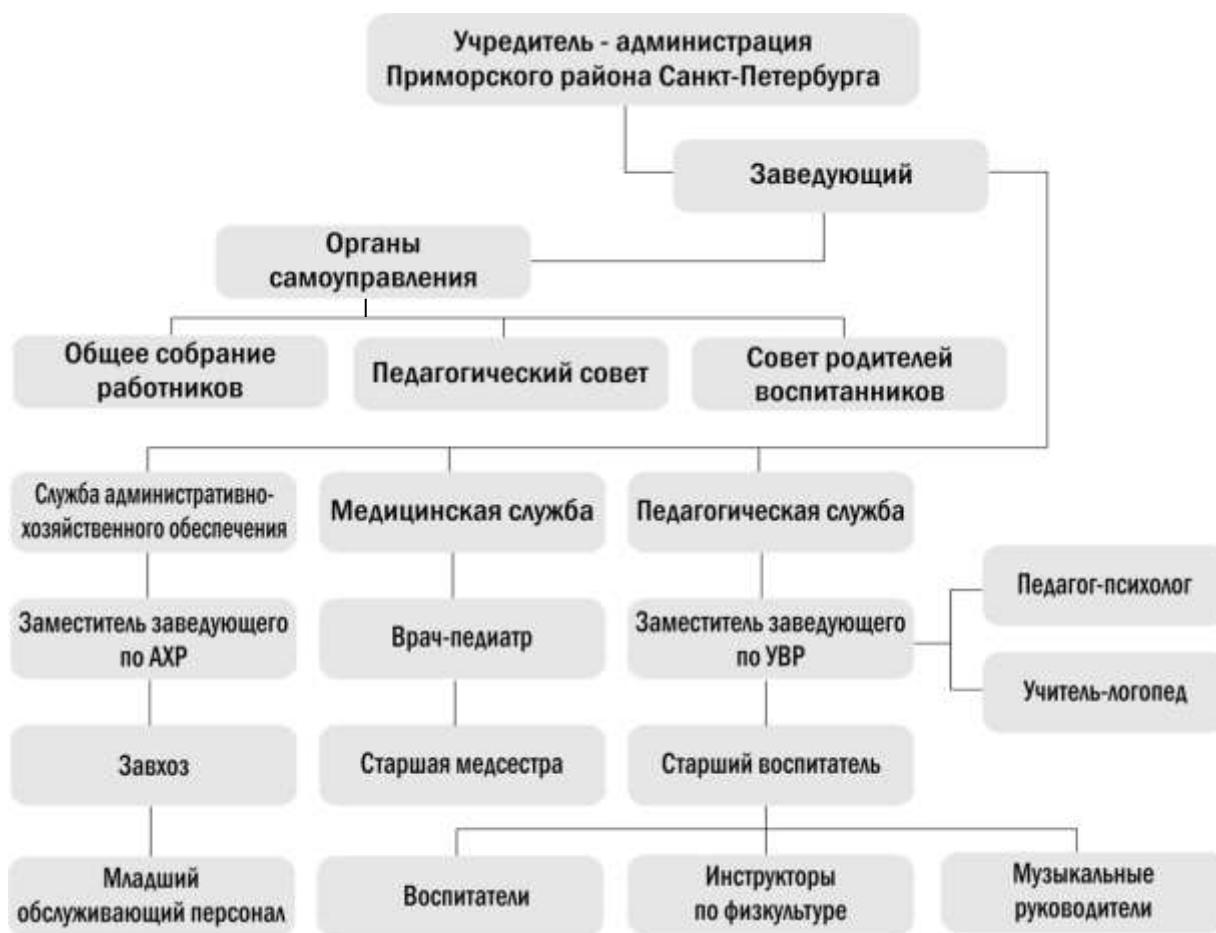 Учредитель - администрация
Приморского района Санкт-Петербурга
Заведующий
Органы
самоуправления
Общее собрание
работников
Педагогический совет
Совет родителей
воспитанников
Служба административно-
хозяйственного обеспечения
Медицинская служба
Педагогическая служба
Заместитель заведующего
по АХР
Врач-педиатр
Заместитель заведующего
по УВР
Педагог-психолог
Учитель-логопед
Завхоз
Старшая медсестра
Старший воспитатель
Младший
обслуживающий персонал
Воспитатели
Инструкторы
по физкультуре
Музыкальные
руководители